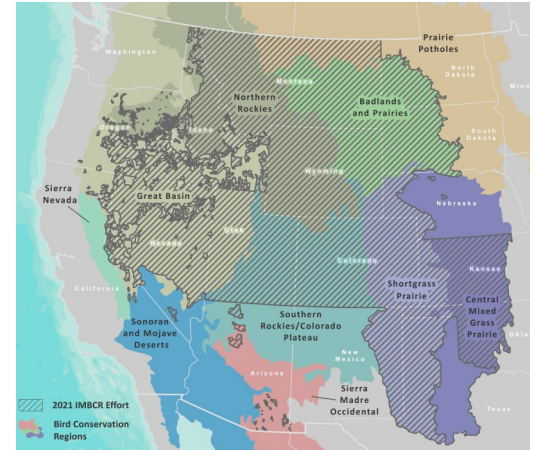 Washington
Prairie
Potholes
Montana
North
Dakota
Minn
Northern
Rockies
Badlands
and Prairies
Oregon
Idaho
South
Dakota
Wyoming
Sierra
Nevada
Great Basin
Nebraska
Nevada
Utah
Colorado
Kansas
California
Shortgrass
Prairie
Central
Mixed
Grass
Prairie
Sonoran
and Mojave
Deserts
Southern
Rockies/Colorado
Plateau
Okla
New
Mexico
Arizona
Sierra
Madre
Occidental
Texas
2021 IMBCR Effort
Bird Conservation
Regions